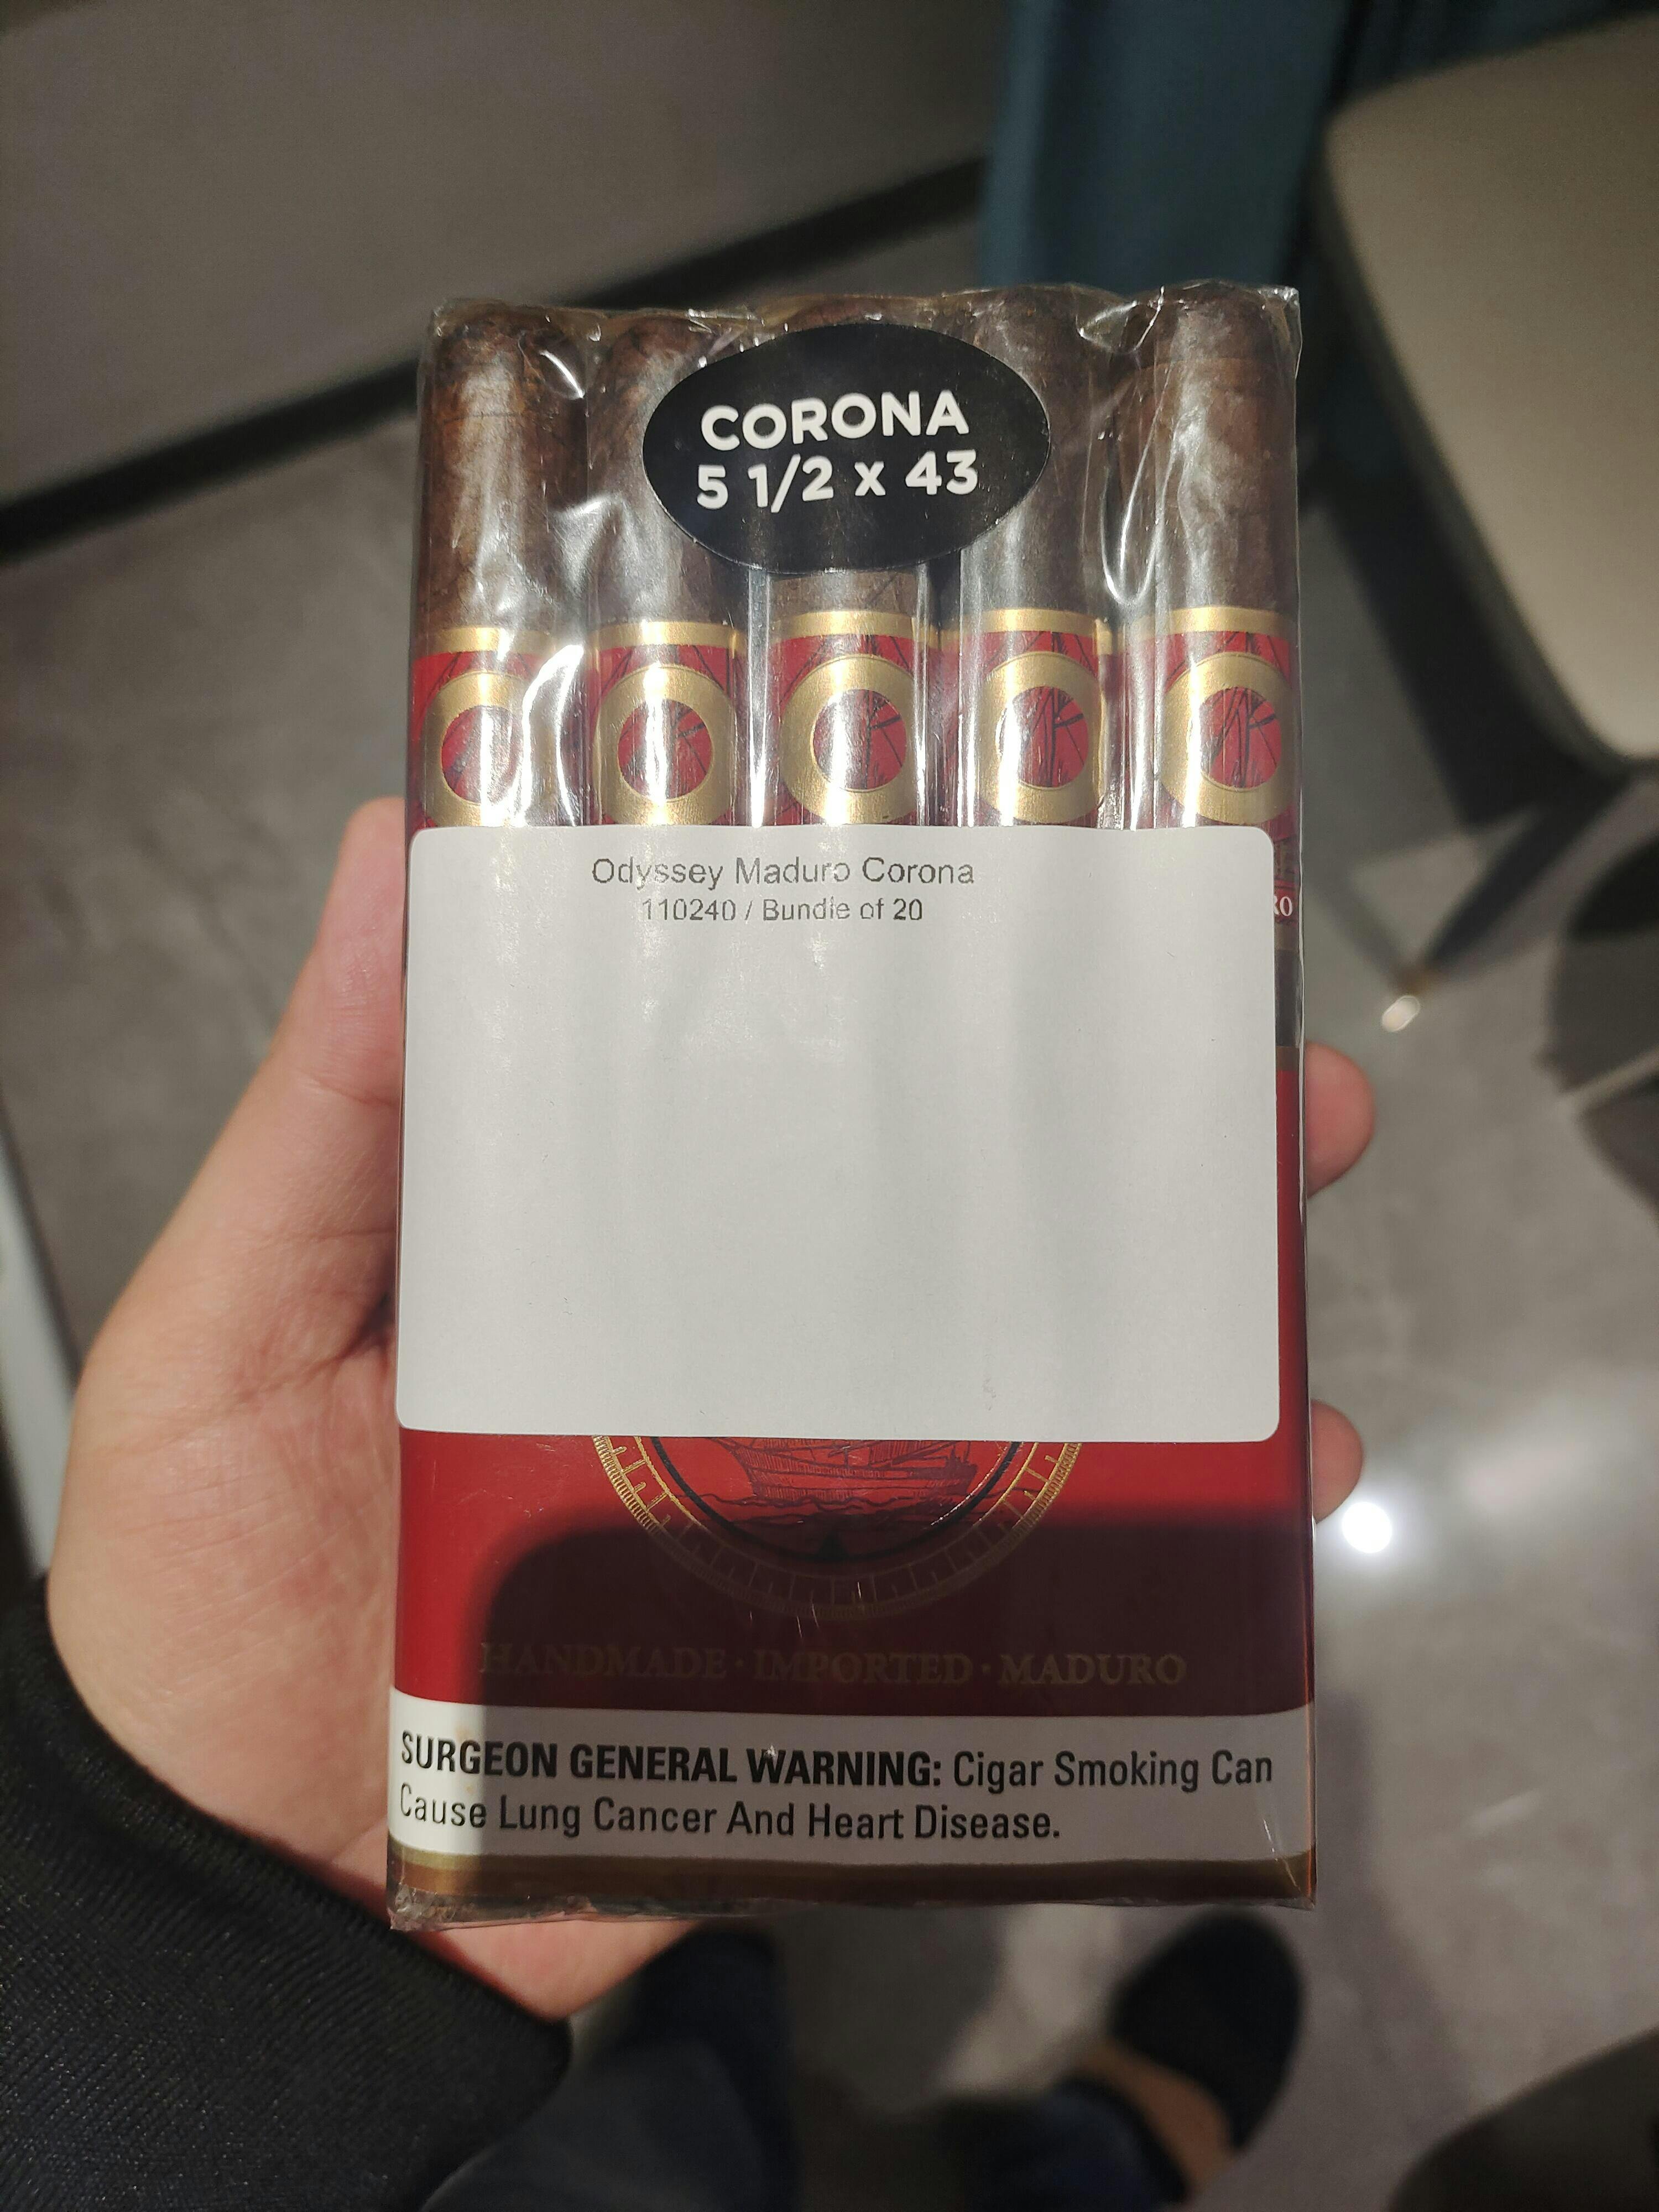 CORONA
5 1/2 x 43
Odyssey Maduro Corona
110240 / Bundle of 20
RO
HANDMADE · IMPORTED · MADURO
SURGEON GENERAL WARNING: Cigar Smoking Can
Cause Lung Cancer And Heart Disease.